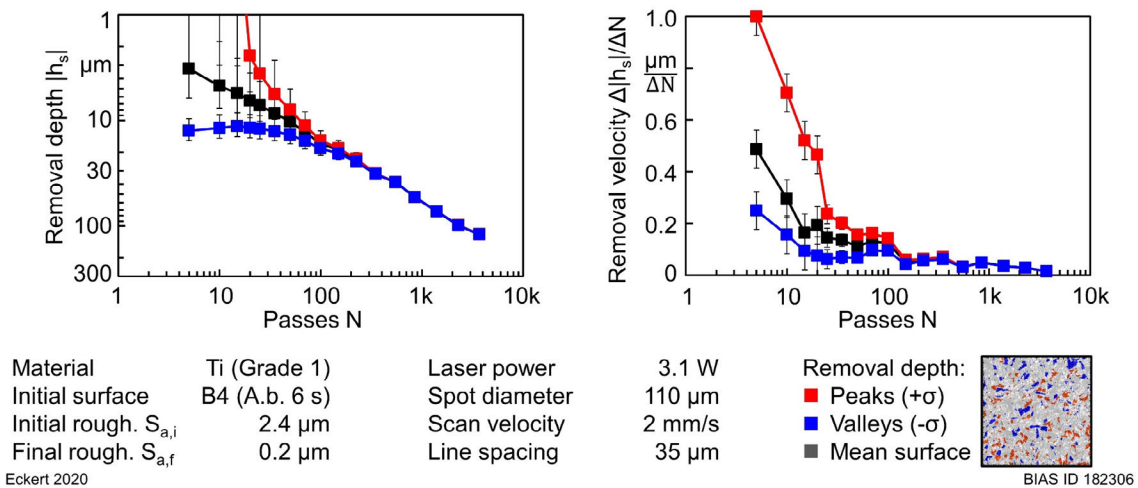 1
µm
10
30
100
300
Removal depth |hₛ|
1 10 100 1k 10k
Passes N
1.0
µm
ΔN
0.6
0.4
0.2
0
Removal velocity Δ|hₛ|/ΔN
1 10 100 1k 10k
Passes N
Material Ti (Grade 1) Laser power 3.1 W Removal depth:
Initial surface B4 (A.b. 6 s) Spot diameter 110 µm Peaks (+σ)
Initial rough. Sₐ,ᵢ 2.4 µm Scan velocity 2 mm/s Valleys (-σ)
Final rough. Sₐ,f 0.2 µm Line spacing 35 µm Mean surface
Eckert 2020 BIAS ID 182306